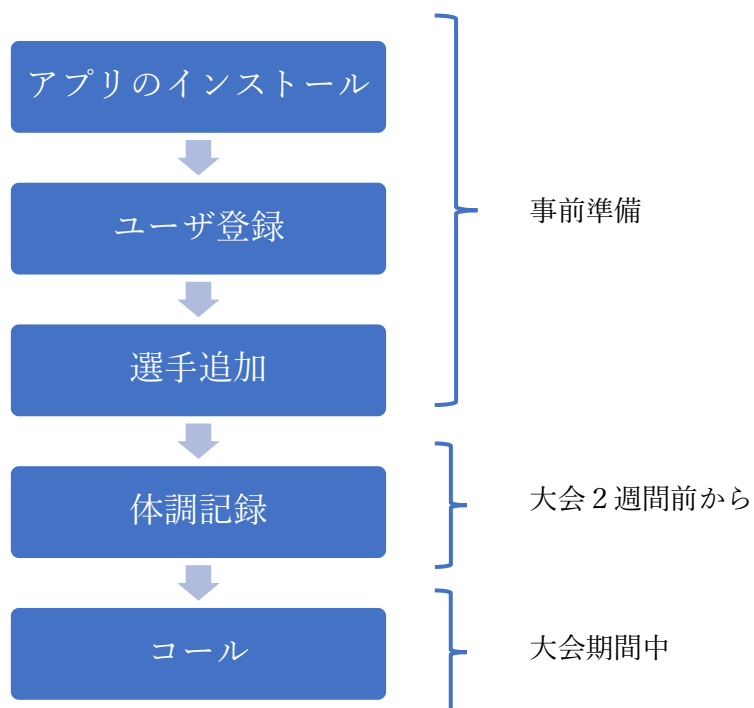 アプリのインストール
ユーザ登録
事前準備
選手追加
体調記録
大会２週間前から
コール
大会期間中